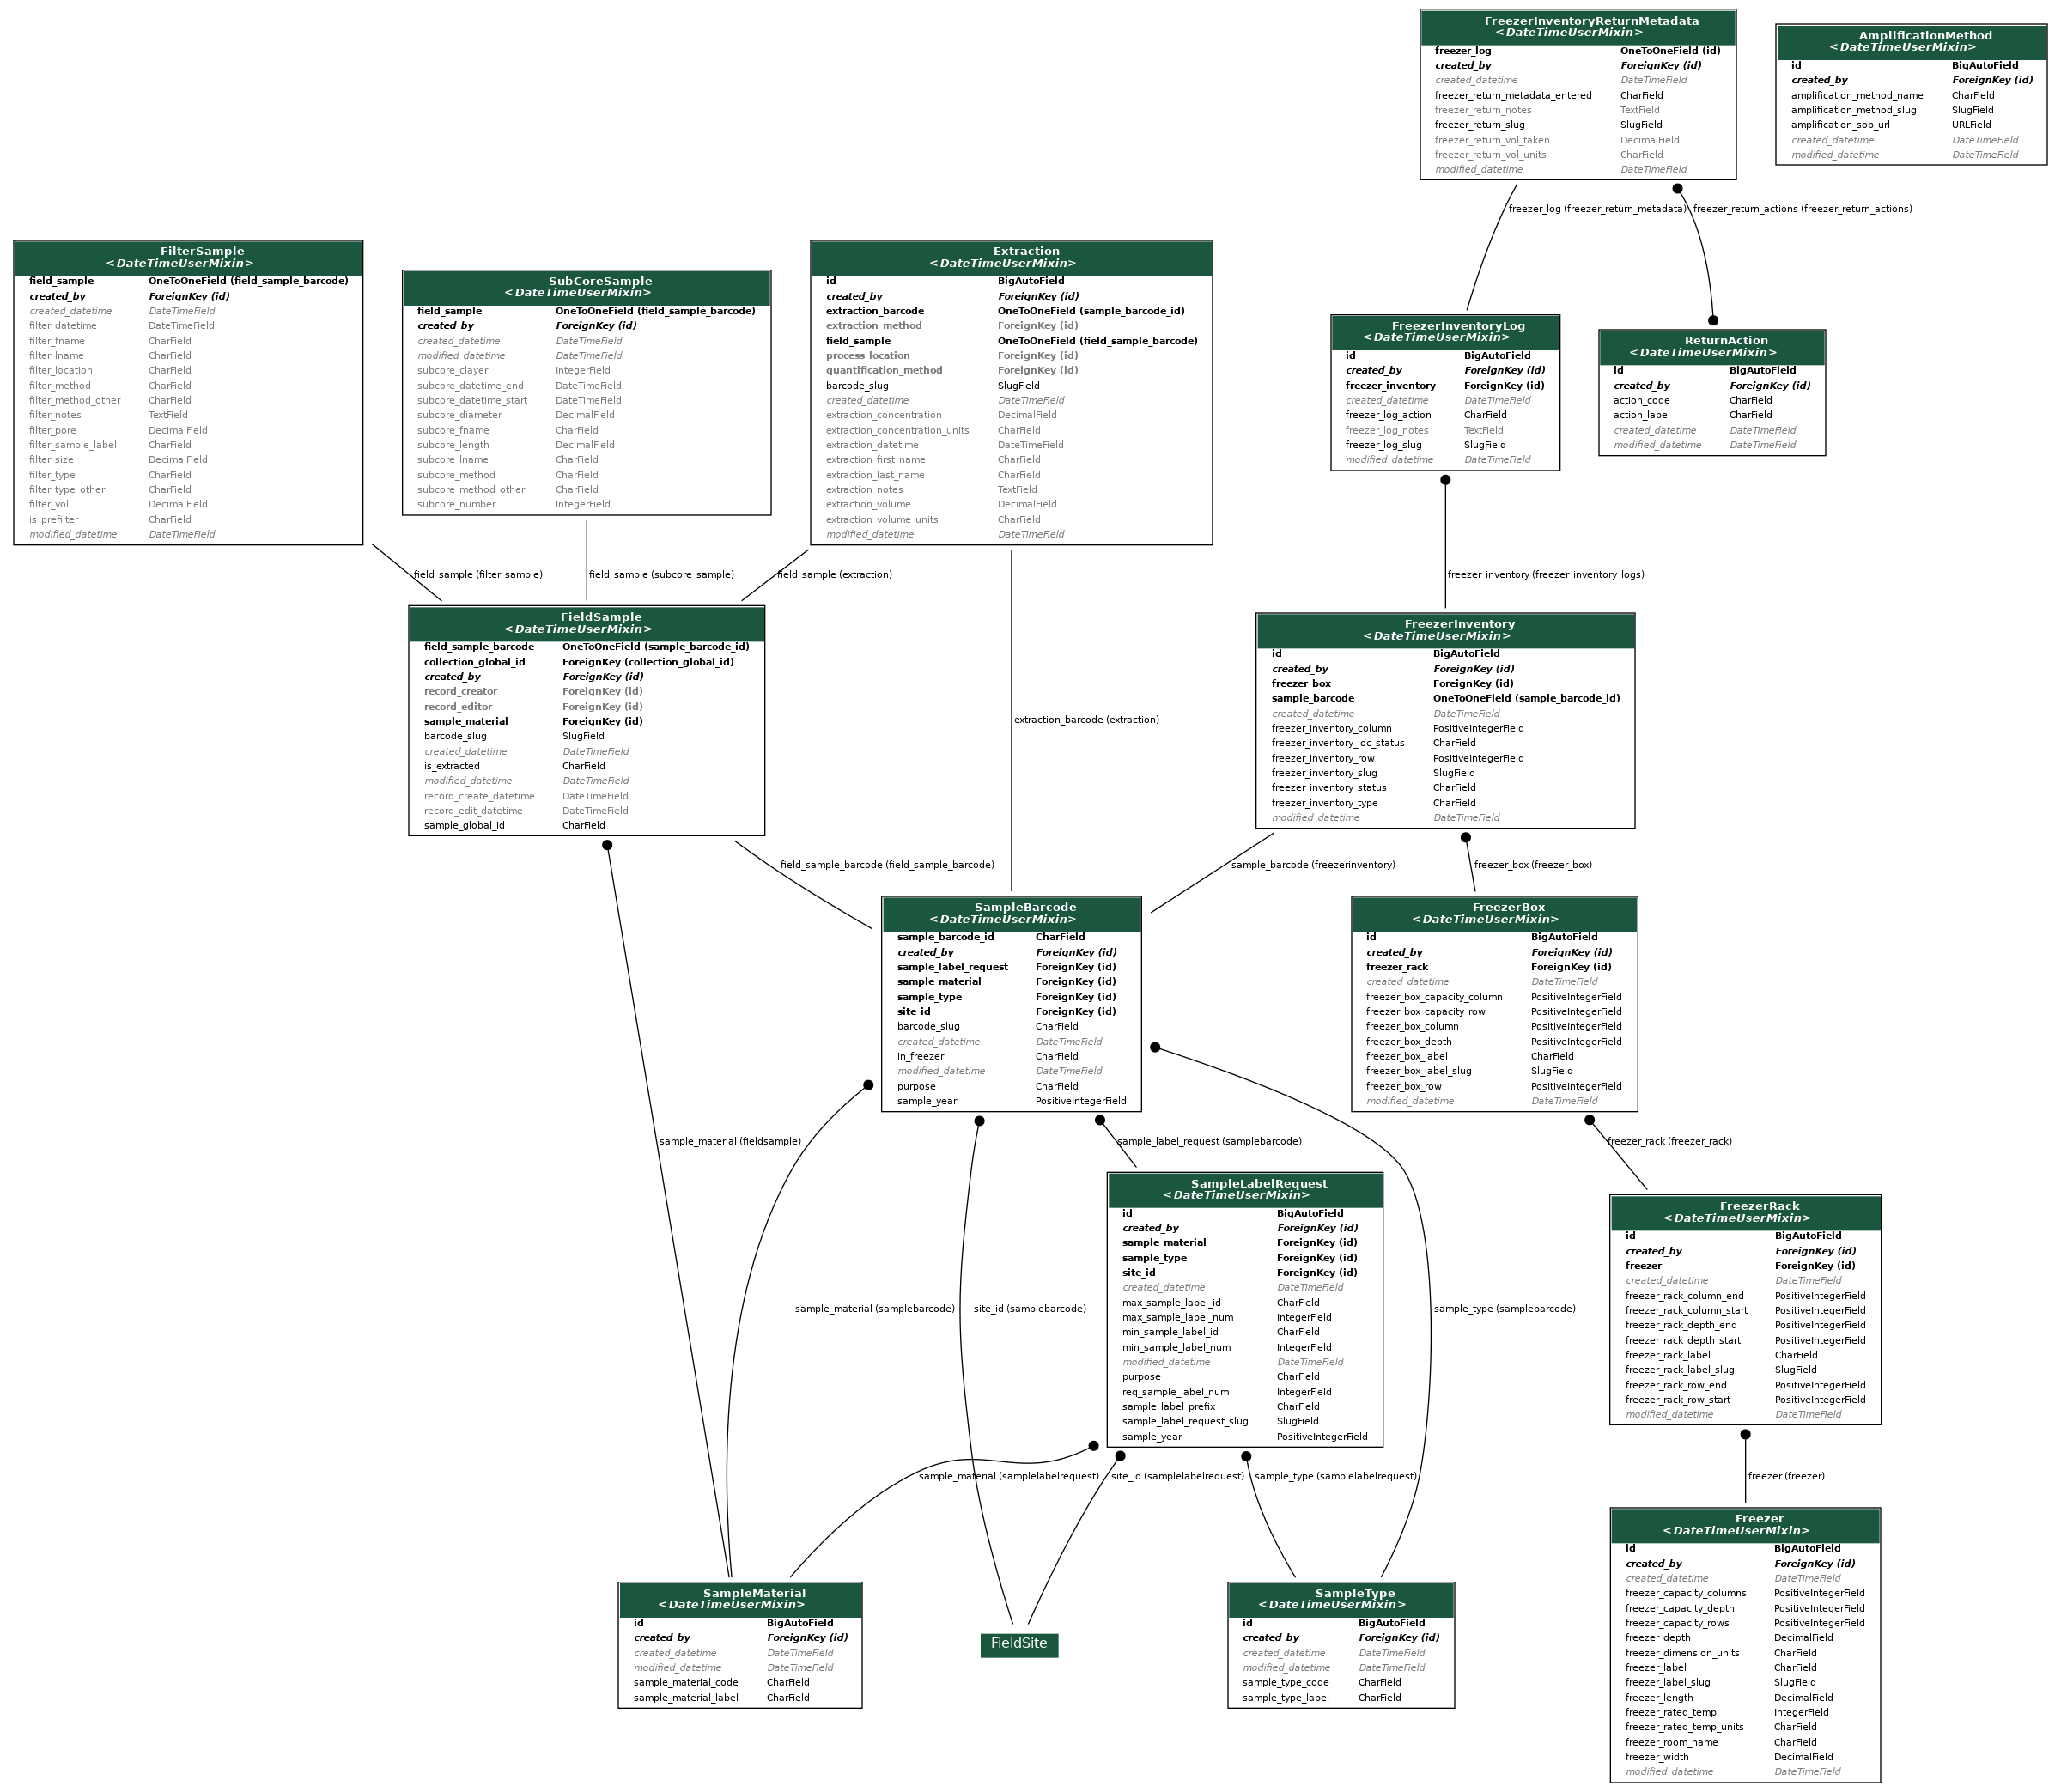 FreezerInventoryReturnMetadata
<DateTimeUserMixin>
freezer_log OneToOneField (id)
created_by ForeignKey (id)
created_datetime DateTimeField
freezer_return_metadata_entered CharField
freezer_return_notes TextField
freezer_return_slug SlugField
freezer_return_vol_taken DecimalField
freezer_return_vol_units CharField
modified_datetime DateTimeField
AmplificationMethod
<DateTimeUserMixin>
id BigAutoField
created_by ForeignKey (id)
amplification_method_name CharField
amplification_method_slug SlugField
amplification_sop_url URLField
created_datetime DateTimeField
modified_datetime DateTimeField
freezer_log (freezer_return_metadata)
freezer_return_actions (freezer_return_actions)
FilterSample
<DateTimeUserMixin>
field_sample OneToOneField (field_sample_barcode)
created_by ForeignKey (id)
created_datetime DateTimeField
filter_datetime DateTimeField
filter_fname CharField
filter_lname CharField
filter_location CharField
filter_method CharField
filter_method_other CharField
filter_notes TextField
filter_pore DecimalField
filter_sample_label CharField
filter_size DecimalField
filter_type CharField
filter_type_other CharField
filter_vol DecimalField
is_prefilter CharField
modified_datetime DateTimeField
SubCoreSample
<DateTimeUserMixin>
field_sample OneToOneField (field_sample_barcode)
created_by ForeignKey (id)
created_datetime DateTimeField
modified_datetime DateTimeField
subcore_clayer IntegerField
subcore_datetime_end DateTimeField
subcore_datetime_start DateTimeField
subcore_diameter DecimalField
subcore_fname CharField
subcore_length DecimalField
subcore_lname CharField
subcore_method CharField
subcore_method_other CharField
subcore_number IntegerField
Extraction
<DateTimeUserMixin>
id BigAutoField
created_by ForeignKey (id)
extraction_barcode OneToOneField (sample_barcode_id)
extraction_method ForeignKey (id)
field_sample OneToOneField (field_sample_barcode)
process_location ForeignKey (id)
quantification_method ForeignKey (id)
barcode_slug SlugField
created_datetime DateTimeField
extraction_concentration DecimalField
extraction_concentration_units CharField
extraction_datetime DateTimeField
extraction_first_name CharField
extraction_last_name CharField
extraction_notes TextField
extraction_volume DecimalField
extraction_volume_units CharField
modified_datetime DateTimeField
FreezerInventoryLog
<DateTimeUserMixin>
id BigAutoField
created_by ForeignKey (id)
freezer_inventory ForeignKey (id)
created_datetime DateTimeField
freezer_log_action CharField
freezer_log_notes TextField
freezer_log_slug SlugField
modified_datetime DateTimeField
ReturnAction
<DateTimeUserMixin>
id BigAutoField
created_by ForeignKey (id)
action_code CharField
action_label CharField
created_datetime DateTimeField
modified_datetime DateTimeField
field_sample (filter_sample)
field_sample (subcore_sample)
field_sample (extraction)
freezer_inventory (freezer_inventory_logs)
FieldSample
<DateTimeUserMixin>
field_sample_barcode OneToOneField (sample_barcode_id)
collection_global_id ForeignKey (collection_global_id)
created_by ForeignKey (id)
record_creator ForeignKey (id)
record_editor ForeignKey (id)
sample_material ForeignKey (id)
barcode_slug SlugField
created_datetime DateTimeField
is_extracted CharField
modified_datetime DateTimeField
record_create_datetime DateTimeField
record_edit_datetime DateTimeField
sample_global_id CharField
extraction_barcode (extraction)
FreezerInventory
<DateTimeUserMixin>
id BigAutoField
created_by ForeignKey (id)
freezer_box ForeignKey (id)
sample_barcode OneToOneField (sample_barcode_id)
created_datetime DateTimeField
freezer_inventory_column PositiveIntegerField
freezer_inventory_loc_status CharField
freezer_inventory_row PositiveIntegerField
freezer_inventory_slug SlugField
freezer_inventory_status CharField
freezer_inventory_type CharField
modified_datetime DateTimeField
field_sample_barcode (field_sample_barcode)
sample_barcode (freezerinventory)
freezer_box (freezer_box)
SampleBarcode
<DateTimeUserMixin>
sample_barcode_id CharField
created_by ForeignKey (id)
sample_label_request ForeignKey (id)
sample_material ForeignKey (id)
sample_type ForeignKey (id)
site_id ForeignKey (id)
barcode_slug CharField
created_datetime DateTimeField
in_freezer CharField
modified_datetime DateTimeField
purpose CharField
sample_year PositiveIntegerField
FreezerBox
<DateTimeUserMixin>
id BigAutoField
created_by ForeignKey (id)
freezer_rack ForeignKey (id)
created_datetime DateTimeField
freezer_box_capacity_column PositiveIntegerField
freezer_box_capacity_row PositiveIntegerField
freezer_box_column PositiveIntegerField
freezer_box_depth PositiveIntegerField
freezer_box_label CharField
freezer_box_label_slug SlugField
freezer_box_row PositiveIntegerField
modified_datetime DateTimeField
sample_material (fieldsample)
sample_label_request (samplebarcode)
freezer_rack (freezer_rack)
SampleLabelRequest
<DateTimeUserMixin>
id BigAutoField
created_by ForeignKey (id)
sample_material ForeignKey (id)
sample_type ForeignKey (id)
site_id ForeignKey (id)
created_datetime DateTimeField
max_sample_label_id CharField
max_sample_label_num IntegerField
min_sample_label_id CharField
min_sample_label_num IntegerField
modified_datetime DateTimeField
purpose CharField
req_sample_label_num IntegerField
sample_label_prefix CharField
sample_label_request_slug SlugField
sample_year PositiveIntegerField
FreezerRack
<DateTimeUserMixin>
id BigAutoField
created_by ForeignKey (id)
freezer ForeignKey (id)
created_datetime DateTimeField
freezer_rack_column_end PositiveIntegerField
freezer_rack_column_start PositiveIntegerField
freezer_rack_depth_end PositiveIntegerField
freezer_rack_depth_start PositiveIntegerField
freezer_rack_label CharField
freezer_rack_label_slug SlugField
freezer_rack_row_end PositiveIntegerField
freezer_rack_row_start PositiveIntegerField
modified_datetime DateTimeField
sample_material (samplebarcode)
site_id (samplebarcode)
sample_type (samplebarcode)
sample_material (samplelabelrequest)
site_id (samplelabelrequest)
sample_type (samplelabelrequest)
freezer (freezer)
SampleMaterial
<DateTimeUserMixin>
id BigAutoField
created_by ForeignKey (id)
created_datetime DateTimeField
modified_datetime DateTimeField
sample_material_code CharField
sample_material_label CharField
FieldSite
SampleType
<DateTimeUserMixin>
id BigAutoField
created_by ForeignKey (id)
created_datetime DateTimeField
modified_datetime DateTimeField
sample_type_code CharField
sample_type_label CharField
Freezer
<DateTimeUserMixin>
id BigAutoField
created_by ForeignKey (id)
created_datetime DateTimeField
freezer_capacity_columns PositiveIntegerField
freezer_capacity_depth PositiveIntegerField
freezer_capacity_rows PositiveIntegerField
freezer_depth DecimalField
freezer_dimension_units CharField
freezer_label CharField
freezer_label_slug SlugField
freezer_length DecimalField
freezer_rated_temp IntegerField
freezer_rated_temp_units CharField
freezer_room_name CharField
freezer_width DecimalField
modified_datetime DateTimeField